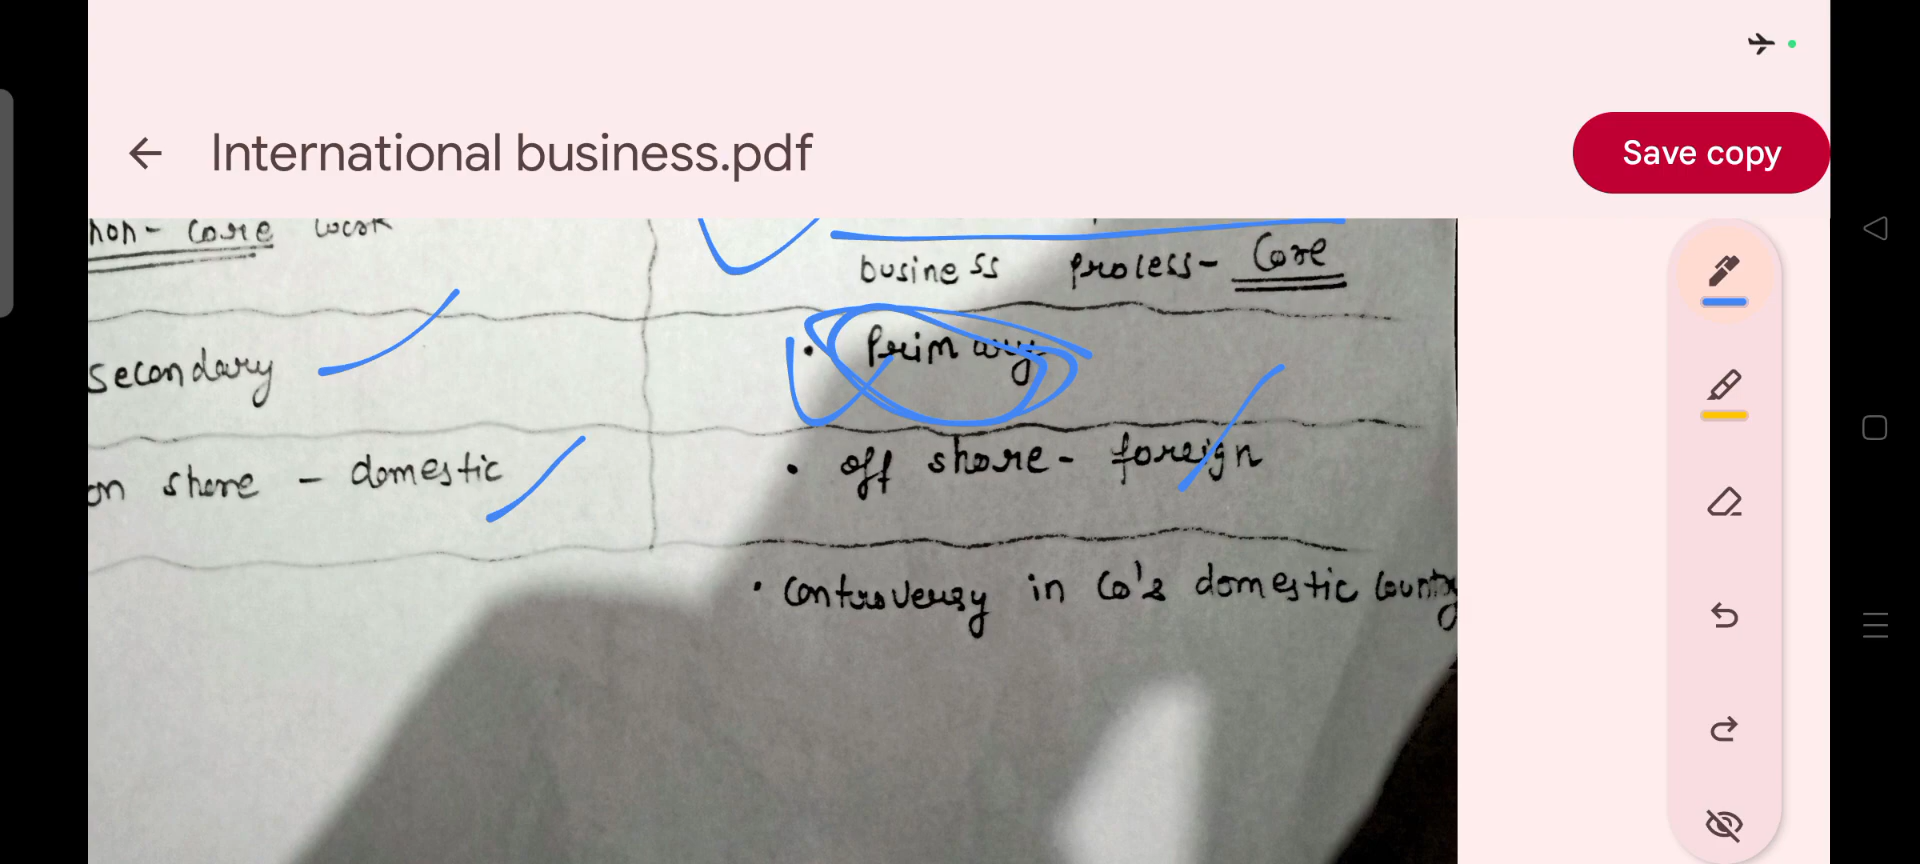 International business.pdf
Save copy
non-core work
business process- Core
secondary
• Primary
on shore - domestic
• off shore- foreign
• Controversy in Co's domestic Country